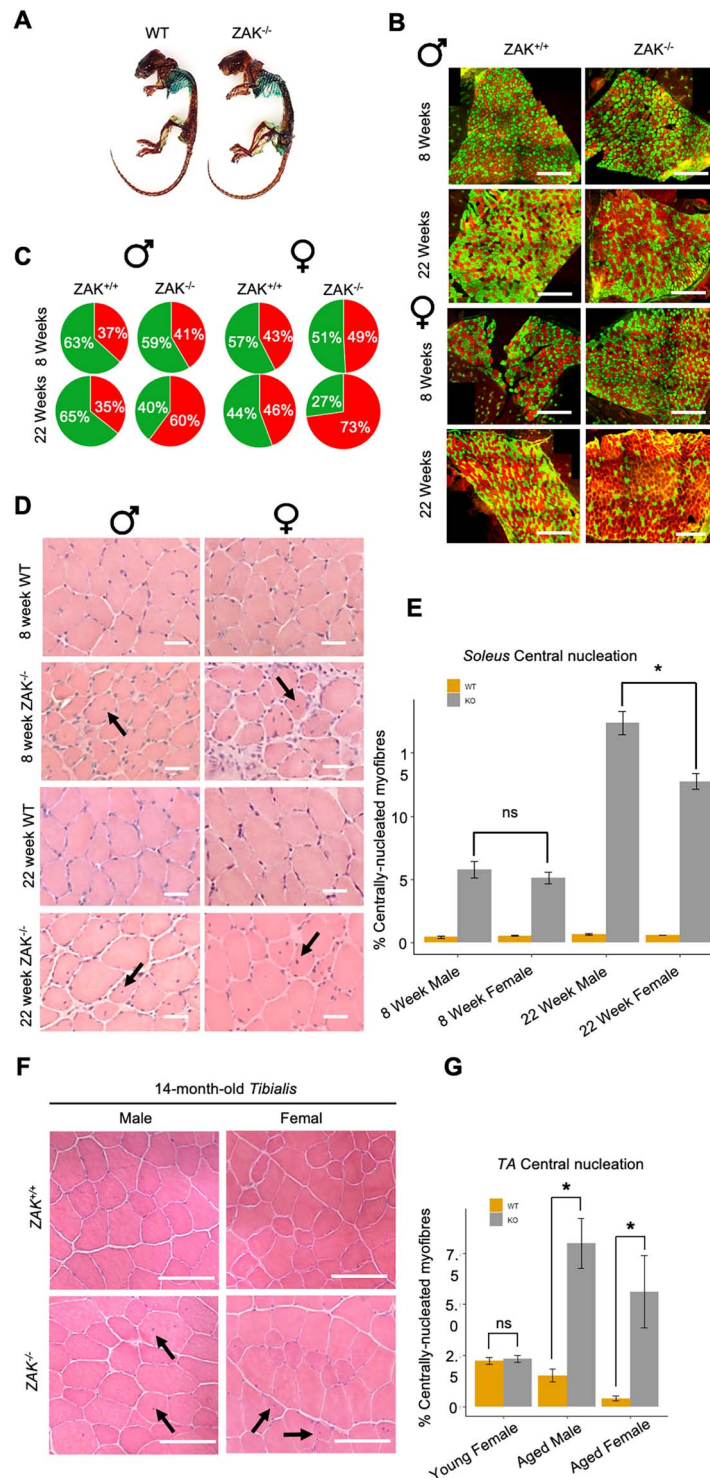 A
WT ZAK-/-
B
♂ ZAK+/+ ZAK-/-
8 Weeks
22 Weeks
♀
8 Weeks
22 Weeks
C
♂ ♀
ZAK+/+ ZAK-/- ZAK+/+ ZAK-/-
8 Weeks
63% 37% 59% 41% 57% 43% 51% 49%
22 Weeks
65% 35% 40% 60% 44% 46% 27% 73%
D
♂ ♀
8 week WT
8 week ZAK-/-
22 week WT
22 week ZAK-/-
E
Soleus Central nucleation
WT
KO
*
ns
% Centrally-nucleated myofibres
1
5
10
5
0
8 Week Male
8 Week Female
22 Week Male
22 Week Female
F
14-month-old Tibialis
Male Femal
ZAK+/+
ZAK-/-
G
TA Central nucleation
WT
KO
*
*
ns
% Centrally-nucleated myofibres
7.
5
5.
0
2.
5
0.
Young Female
Aged Male
Aged Female